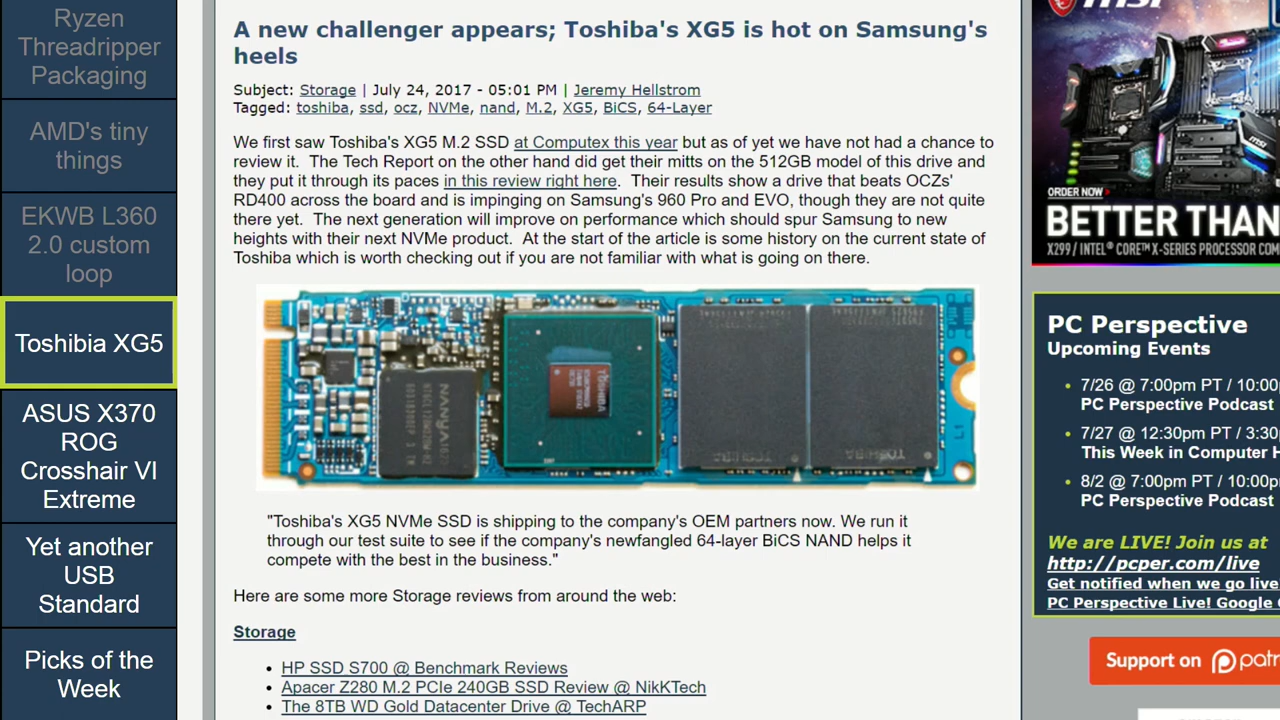 Ryzen
Threadripper
Packaging
AMD's tiny
things
EKWB L360
2.0 custom
loop
Toshibia XG5
ASUS X370
ROG
Crosshair VI
Extreme
Yet another
USB
Standard
Picks of the
Week
A new challenger appears; Toshiba's XG5 is hot on Samsung's
heels
Subject: Storage | July 24, 2017 - 05:01 PM | Jeremy Hellstrom
Tagged: toshiba, ssd, ocz, NVMe, nand, M.2, XG5, BiCS, 64-Layer
We first saw Toshiba's XG5 M.2 SSD at Computex this year but as of yet we have not had a chance to
review it.  The Tech Report on the other hand did get their mitts on the 512GB model of this drive and
they put it through its paces in this review right here.  Their results show a drive that beats OCZs'
RD400 across the board and is impinging on Samsung's 960 Pro and EVO, though they are not quite
there yet.  The next generation will improve on performance which should spur Samsung to new
heights with their next NVMe product.  At the start of the article is some history on the current state of
Toshiba which is worth checking out if you are not familiar with what is going on there.
NANYA
TOSHIBA
TOSHIBA
TOSHIBA
"Toshiba's XG5 NVMe SSD is shipping to the company's OEM partners now. We run it
through our test suite to see if the company's newfangled 64-layer BiCS NAND helps it
compete with the best in the business."
Here are some more Storage reviews from around the web:
Storage
• HP SSD S700 @ Benchmark Reviews
• Apacer Z280 M.2 PCIe 240GB SSD Review @ NikKTech
• The 8TB WD Gold Datacenter Drive @ TechARP
msi
ORDER NOW
BETTER THAN
X299 / INTEL® CORE™ X-SERIES PROCESSOR COM
PC Perspective
Upcoming Events
• 7/26 @ 7:00pm PT / 10:00
PC Perspective Podcast
• 7/27 @ 12:30pm PT / 3:30
This Week in Computer H
• 8/2 @ 7:00pm PT / 10:00p
PC Perspective Podcast
We are LIVE! Join us at
http://pcper.com/live
Get notified when we go live
PC Perspective Live! Google
Support on patr